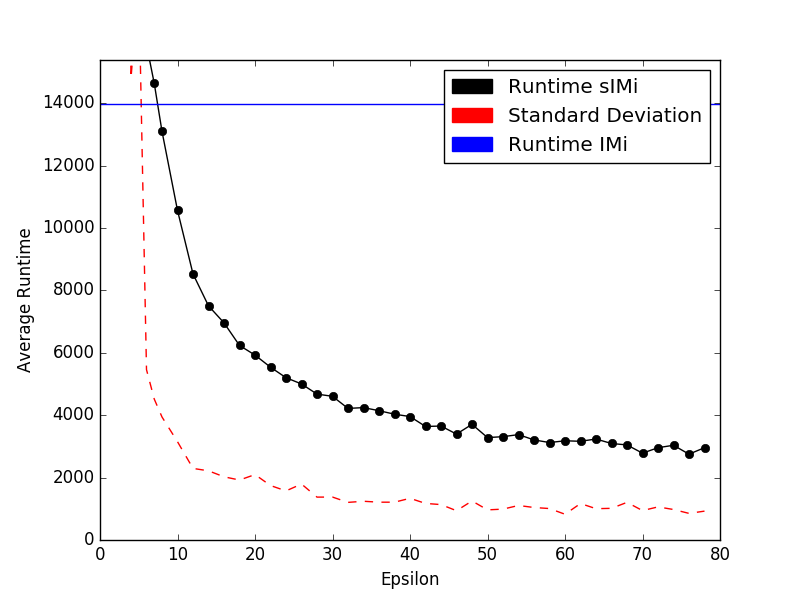 Runtime sIMi
Standard Deviation
Runtime IMi
14000
12000
10000
8000
6000
4000
2000
0
Average Runtime
0 10 20 30 40 50 60 70 80
Epsilon